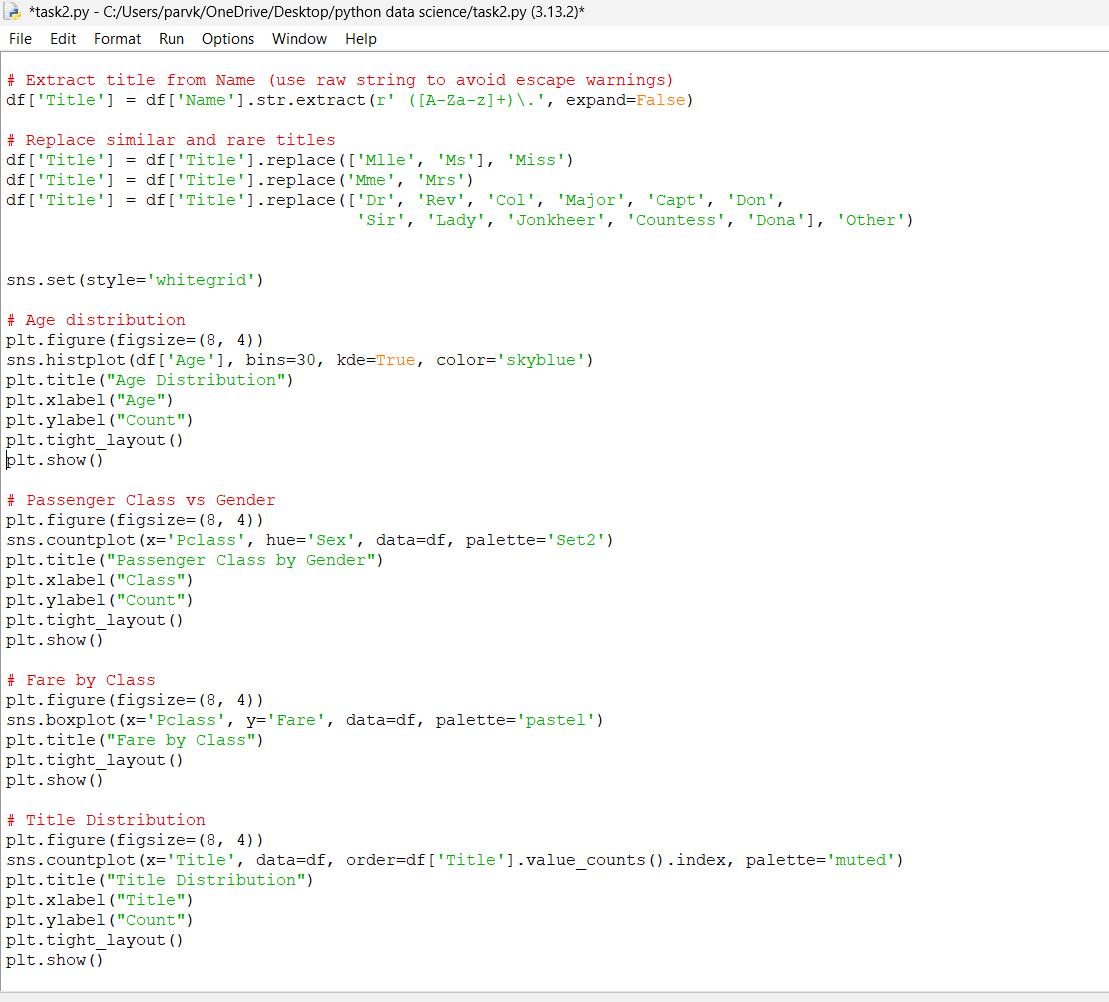 *task2.py - C:/Users/parvk/OneDrive/Desktop/python data science/task2.py (3.13.2)*
File Edit Format Run Options Window Help
# Extract title from Name (use raw string to avoid escape warnings)
df['Title'] = df['Name'].str.extract(r' ([A-Za-z]+)\.', expand=False)
# Replace similar and rare titles
df['Title'] = df['Title'].replace(['Mlle', 'Ms'], 'Miss')
df['Title'] = df['Title'].replace('Mme', 'Mrs')
df['Title'] = df['Title'].replace(['Dr', 'Rev', 'Col', 'Major', 'Capt', 'Don',
'Sir', 'Lady', 'Jonkheer', 'Countess', 'Dona'], 'Other')
sns.set(style='whitegrid')
# Age distribution
plt.figure(figsize=(8, 4))
sns.histplot(df['Age'], bins=30, kde=True, color='skyblue')
plt.title("Age Distribution")
plt.xlabel("Age")
plt.ylabel("Count")
plt.tight_layout()
plt.show()
# Passenger Class vs Gender
plt.figure(figsize=(8, 4))
sns.countplot(x='Pclass', hue='Sex', data=df, palette='Set2')
plt.title("Passenger Class by Gender")
plt.xlabel("Class")
plt.ylabel("Count")
plt.tight_layout()
plt.show()
# Fare by Class
plt.figure(figsize=(8, 4))
sns.boxplot(x='Pclass', y='Fare', data=df, palette='pastel')
plt.title("Fare by Class")
plt.tight_layout()
plt.show()
# Title Distribution
plt.figure(figsize=(8, 4))
sns.countplot(x='Title', data=df, order=df['Title'].value_counts().index, palette='muted')
plt.title("Title Distribution")
plt.xlabel("Title")
plt.ylabel("Count")
plt.tight_layout()
plt.show()